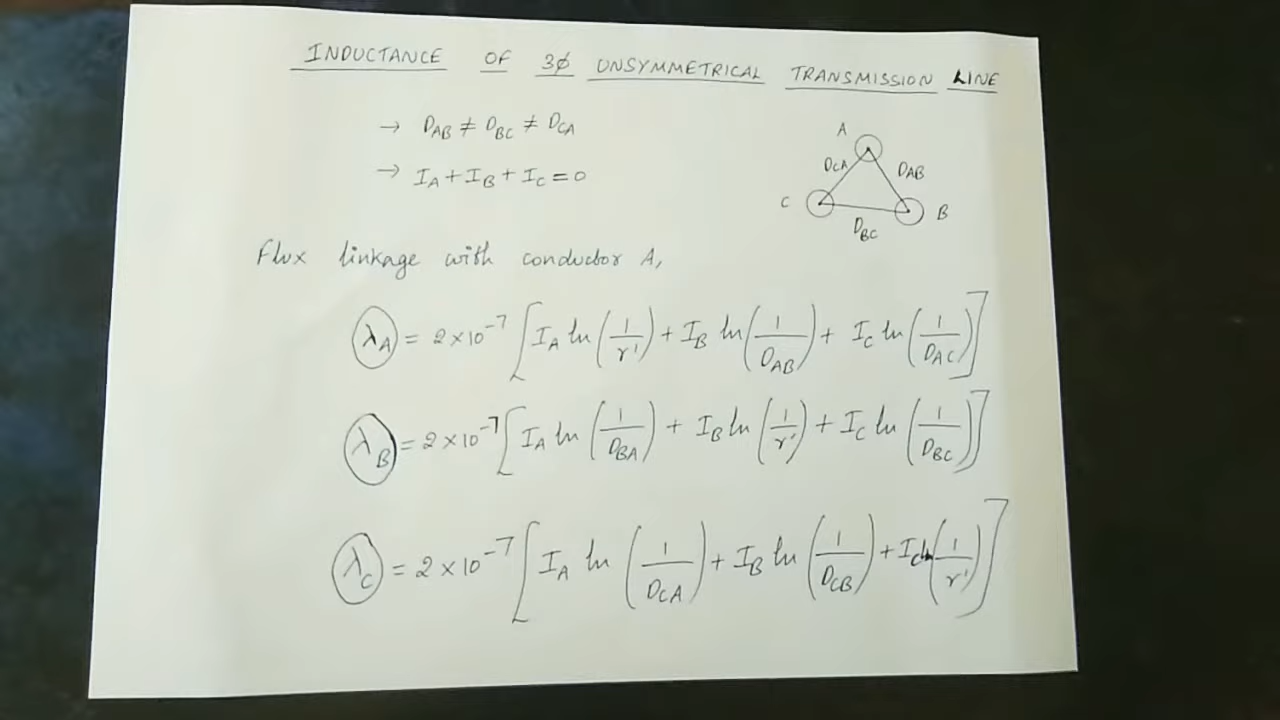 INDUCTANCE OF 3Ø UNSYMMETRICAL TRANSMISSION LINE
→ D_AB ≠ D_BC ≠ D_CA
→ I_A + I_B + I_C = 0
A
D_CA D_AB
C B
D_BC
Flux linkage with conductor A,
λ_A = 2×10^-7 [I_A ln(1/r') + I_B ln(1/D_AB) + I_C ln(1/D_AC)]
λ_B = 2×10^-7 [I_A ln(1/D_BA) + I_B ln(1/r') + I_C ln(1/D_BC)]
λ_C = 2×10^-7 [I_A ln(1/D_CA) + I_B ln(1/D_CB) + I_C ln(1/r')]